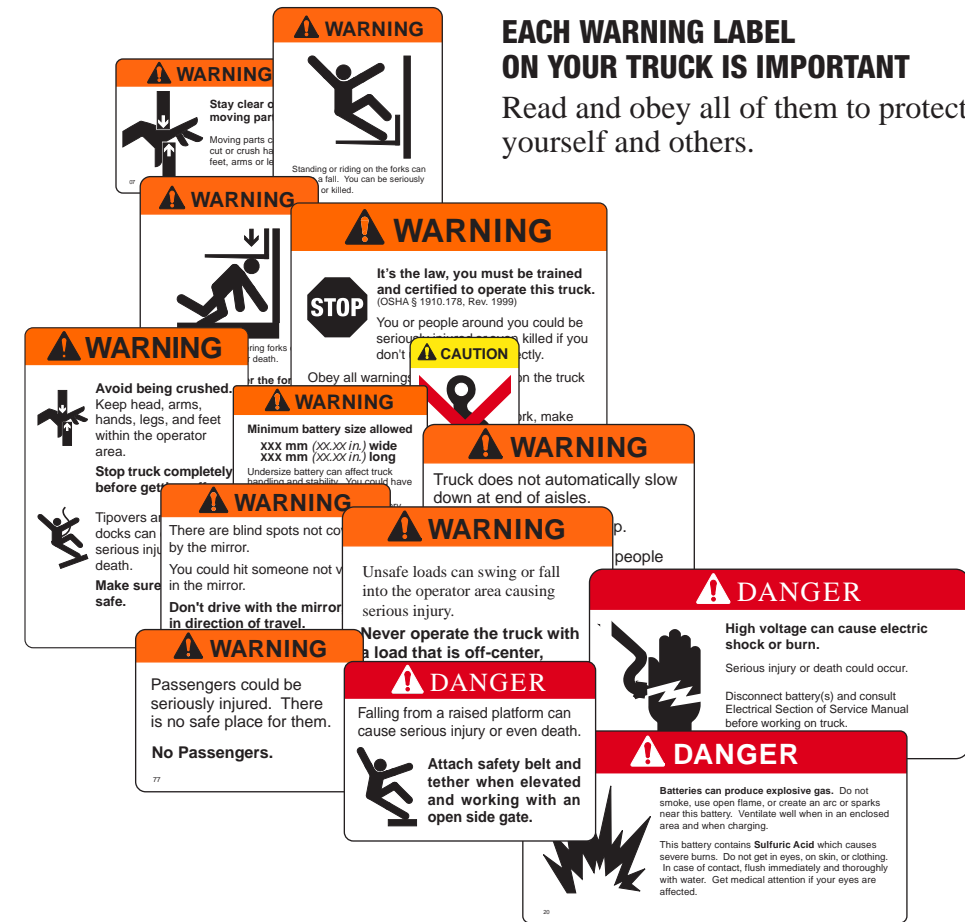 EACH WARNING LABEL
ON YOUR TRUCK IS IMPORTANT
Read and obey all of them to protect
yourself and others.
WARNING
Standing or riding on the forks can
a fall. You can be seriously
or killed.
WARNING
Stay clear
moving
Moving parts
cut or crush
feet, arms or
07
WARNING
forks
death.
the
WARNING
STOP
It's the law, you must be trained
and certified to operate this truck.
(OSHA § 1910.178, Rev. 1999)
You or people around you could be
killed if you
don't
Obey all warnings on the truck
make
CAUTION
WARNING
Avoid being crushed.
Keep head, arms,
hands, legs, and feet
within the operator
area.
Stop truck completely
before
Tipovers
docks can
serious
death.
Make sure
safe.
WARNING
Minimum battery size allowed
XXX mm (XX.XX in.) wide
XXX mm (XX.XX in.) long
Undersize battery can affect truck
handling and stability. You could have
WARNING
Truck does not automatically slow
down at end of aisles.
people
WARNING
There are blind spots not
by the mirror.
You could hit someone not
in the mirror.
Don't drive with the mirror
in direction of travel.
WARNING
Unsafe loads can swing or fall
into the operator area causing
serious injury.
Never operate the truck with
a load that is off-center,
DANGER
High voltage can cause electric
shock or burn.
Serious injury or death could occur.
Disconnect battery(s) and consult
Electrical Section of Service Manual
before working on truck.
WARNING
Passengers could be
seriously injured. There
is no safe place for them.
No Passengers.
77
DANGER
Falling from a raised platform can
cause serious injury or even death.
Attach safety belt and
tether when elevated
and working with an
open side gate.
DANGER
Batteries can produce explosive gas. Do not
smoke, use open flame, or create an arc or sparks
near this battery. Ventilate well when in an enclosed
area and when charging.
This battery contains Sulfuric Acid which causes
severe burns. Do not get in eyes, on skin, or clothing.
In case of contact, flush immediately and thoroughly
with water. Get medical attention if your eyes are
affected.
20